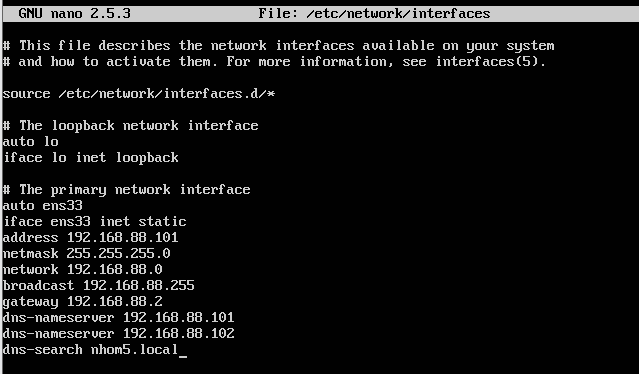 GNU nano 2.5.3 File: /etc/network/interfaces
# This file describes the network interfaces available on your system
# and how to activate them. For more information, see interfaces(5).
source /etc/network/interfaces.d/*
# The loopback network interface
auto lo
iface lo inet loopback
# The primary network interface
auto ens33
iface ens33 inet static
address 192.168.88.101
netmask 255.255.255.0
network 192.168.88.0
broadcast 192.168.88.255
gateway 192.168.88.2
dns-nameserver 192.168.88.101
dns-nameserver 192.168.88.102
dns-search nhom5.local